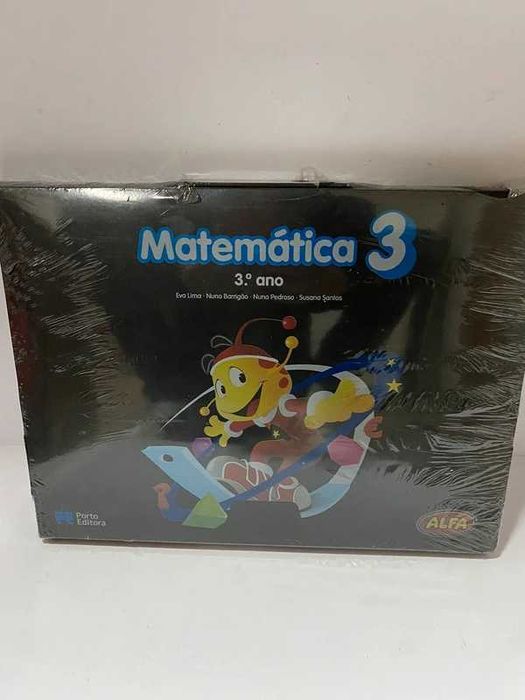 Matemática 3
3.º ano
Eva Lima · Nuno Barrigão · Nuno Pedroso · Susana Santos
Porto
Editora
ALFA